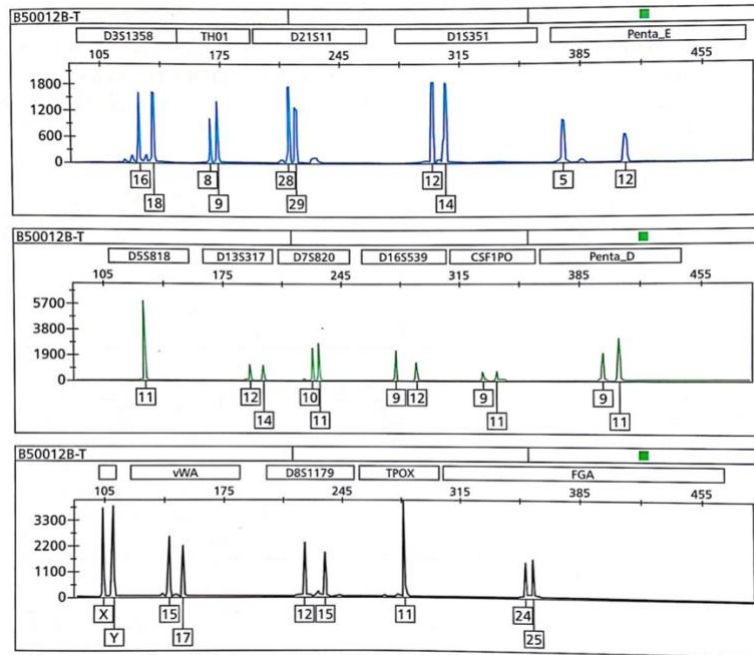 B50012B-T
D3S1358 TH01 D21S11 D1S351 Penta_E
105 175 245 315 385 455
1800
1200
600
0
16 8 28 12 5 12
18 9 29 14
B50012B-T
D5S818 D13S317 D7S820 D16S539 CSF1PO Penta_D
105 175 245 315 385 455
5700
3800
1900
0
11 12 10 9 12 9 9
14 11 11 11
B50012B-T
vWA D8S1179 TPOX FGA
105 175 245 315 385 455
3300
2200
1100
0
X 15 12 15 11 24
Y 17 25